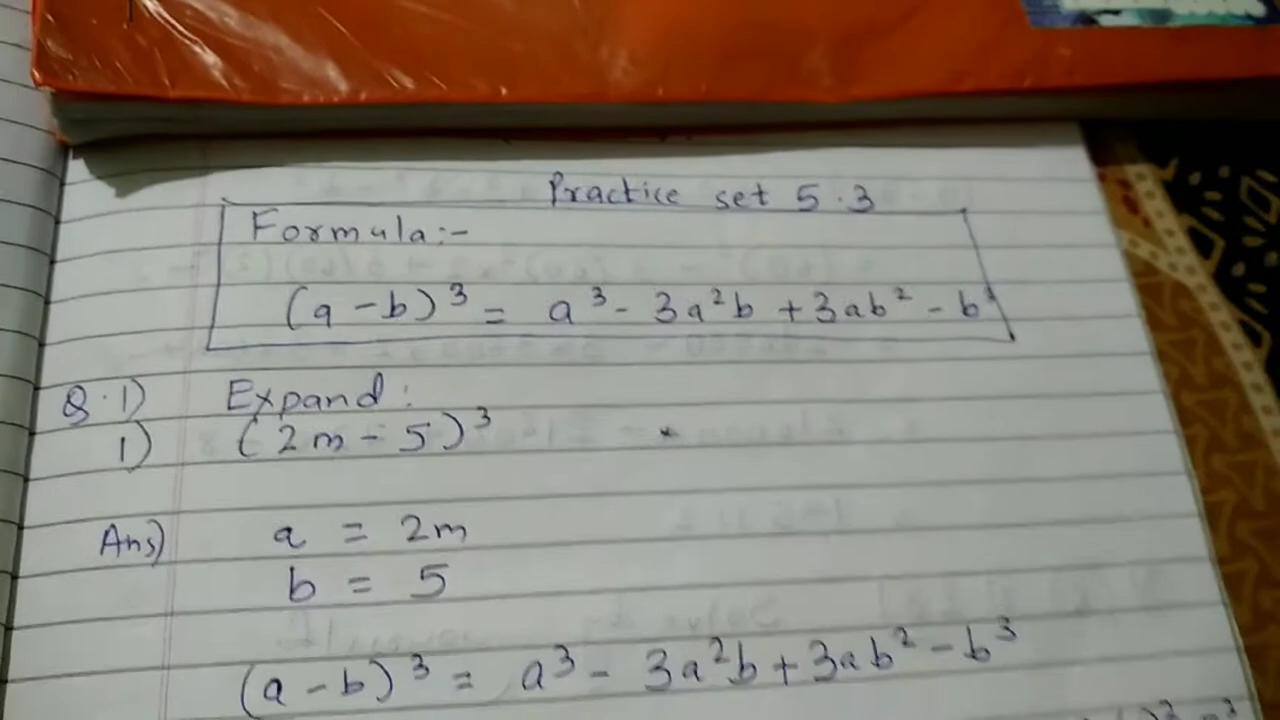 Practice set 5.3
Formula:-
(a-b)³ = a³ - 3a²b + 3ab² - b³
Q.1) Expand:
1) (2m - 5)³
Ans) a = 2m
b = 5
(a-b)³ = a³ - 3a²b + 3ab² - b³